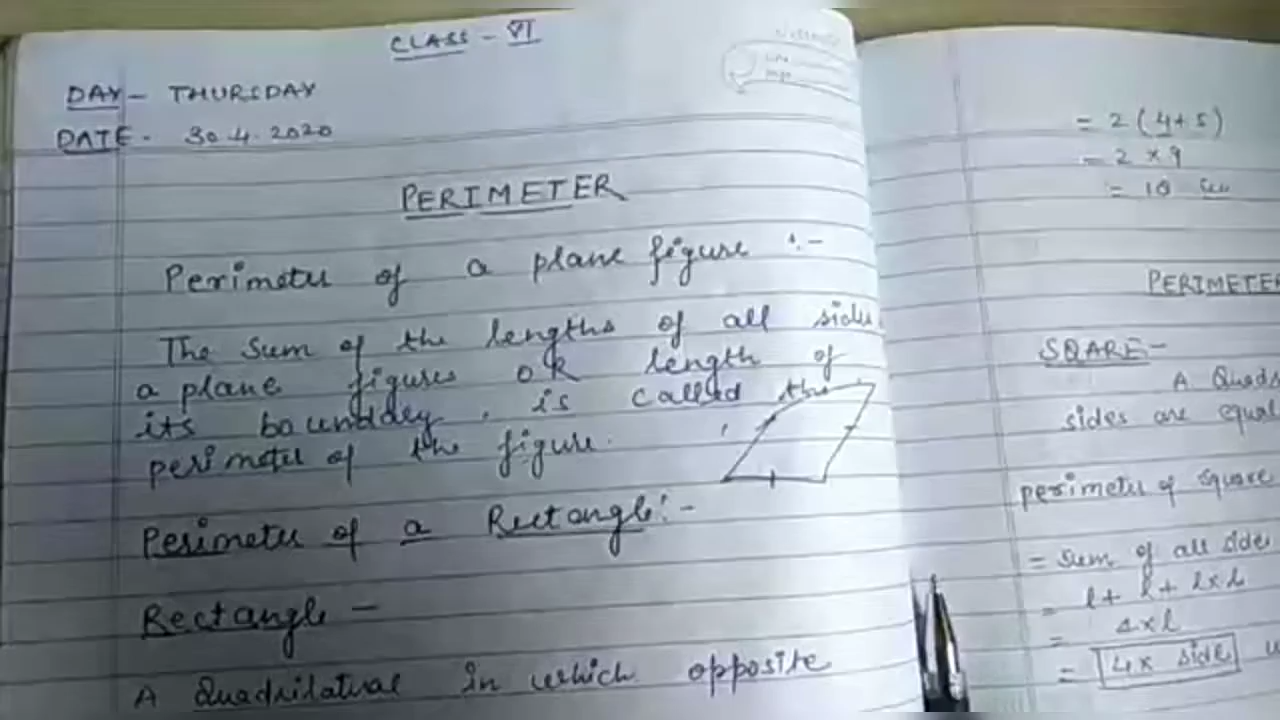 CLASS - VI
DAY - THURSDAY
DATE - 30.4.2020
PERIMETER
Perimeter of a plane figure :-
The sum of the lengths of all sides
a plane figures OR length of
its bounddey, is called the
perimeter of the figure.
Perimeter of a Rectangle :-
Rectangle -
A Quadrilateral in which opposite
= 2 (4+5)
= 2 × 9
= 18 cm
PERIMETER
SQARE -
A Quad
sides are equal
perimeter of square
= sum of all side
= l + l + l × l
= 4 × l
= 4 × side